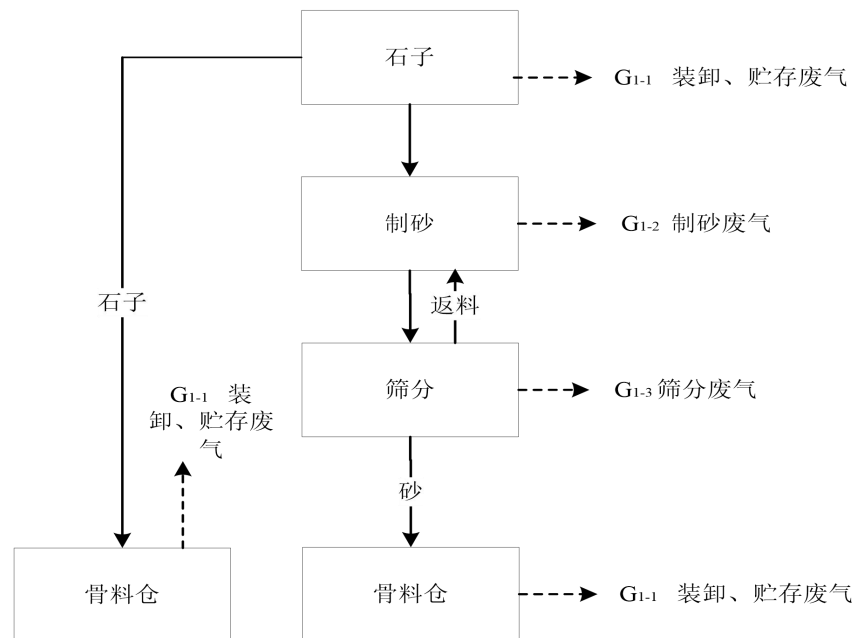 石子
G1-1 装卸、贮存废气
制砂
G1-2 制砂废气
石子
返料
筛分
G1-3 筛分废气
G1-1 装
卸、贮存废
气
砂
骨料仓
骨料仓
G1-1 装卸、贮存废气